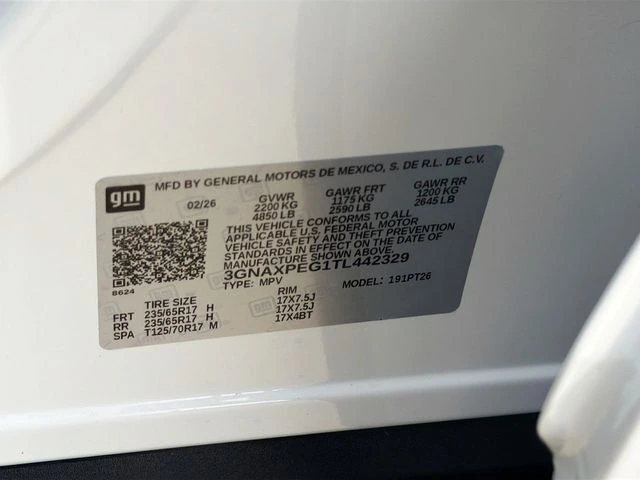 gm
MFD BY GENERAL MOTORS DE MEXICO, S. DE R.L. DE C.V.
02/26 GVWR GAWR FRT GAWR RR
2200 KG 1175 KG 1200 KG
4850 LB 2590 LB 2645 LB
THIS VEHICLE CONFORMS TO ALL
APPLICABLE U.S. FEDERAL MOTOR
VEHICLE SAFETY AND THEFT PREVENTION
STANDARDS IN EFFECT ON THE DATE OF
MANUFACTURE SHOWN ABOVE.
3GNAXPEG1TL442329
8624 TYPE: MPV MODEL: 191PT26
TIRE SIZE RIM
FRT 235/65R17 H 17X7.5J
RR 235/65R17 H 17X7.5J
SPA T125/70R17 M 17X4BT